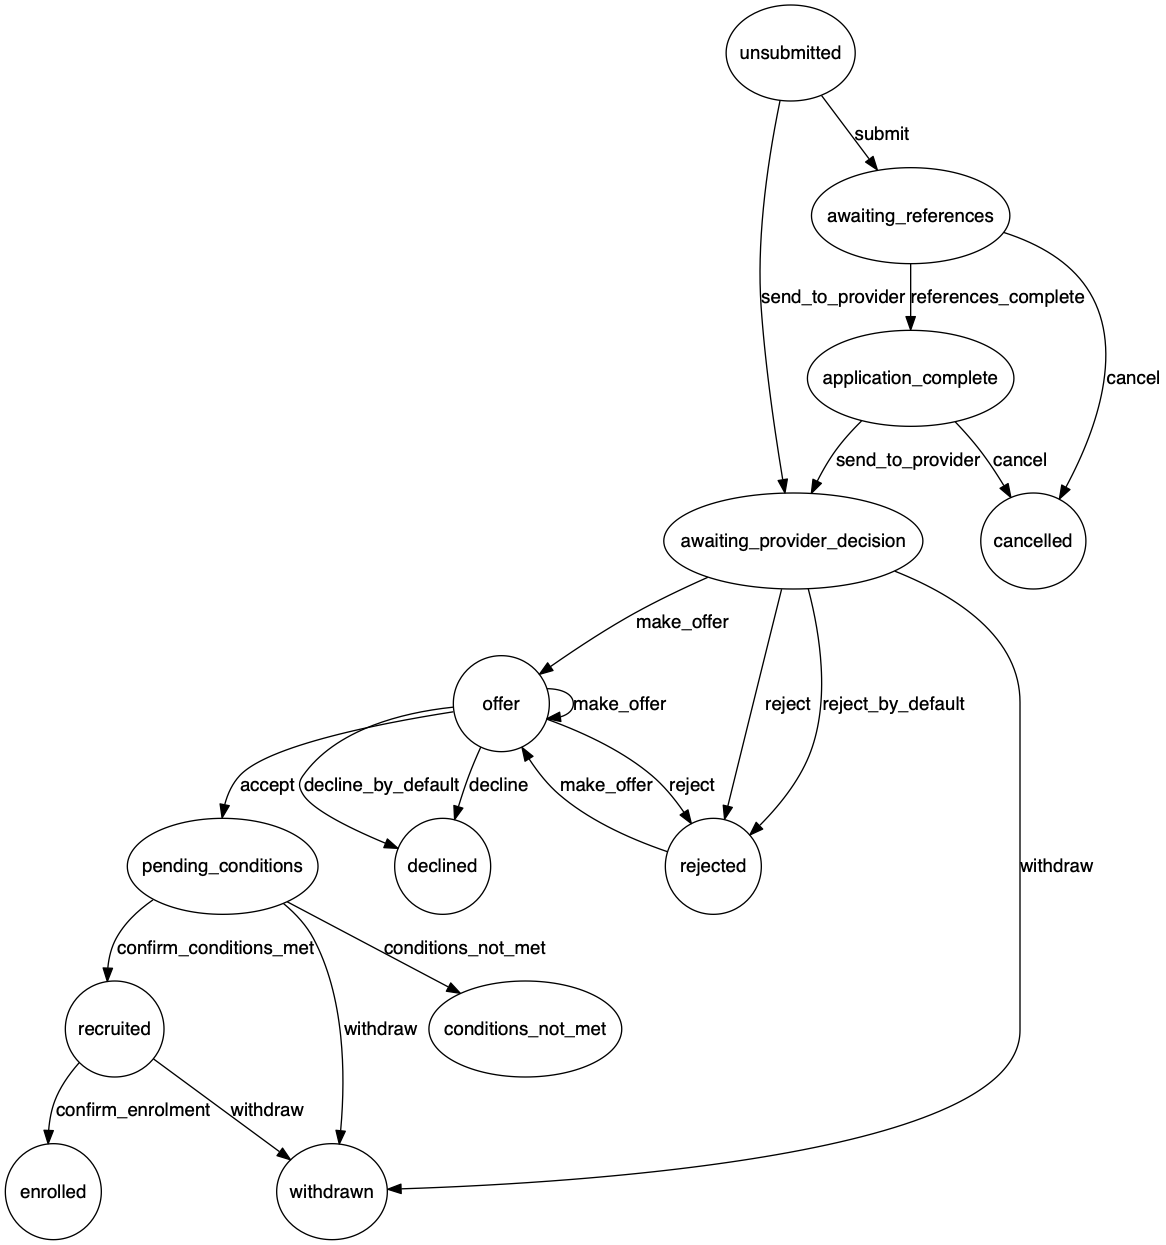 unsubmitted
submit
awaiting_references
send_to_provider
references_complete
application_complete
cancel
send_to_provider
cancel
awaiting_provider_decision
cancelled
make_offer
offer
make_offer
reject
reject_by_default
accept
decline_by_default
decline
make_offer
reject
pending_conditions
declined
rejected
withdraw
confirm_conditions_met
conditions_not_met
recruited
withdraw
conditions_not_met
confirm_enrolment
withdraw
enrolled
withdrawn